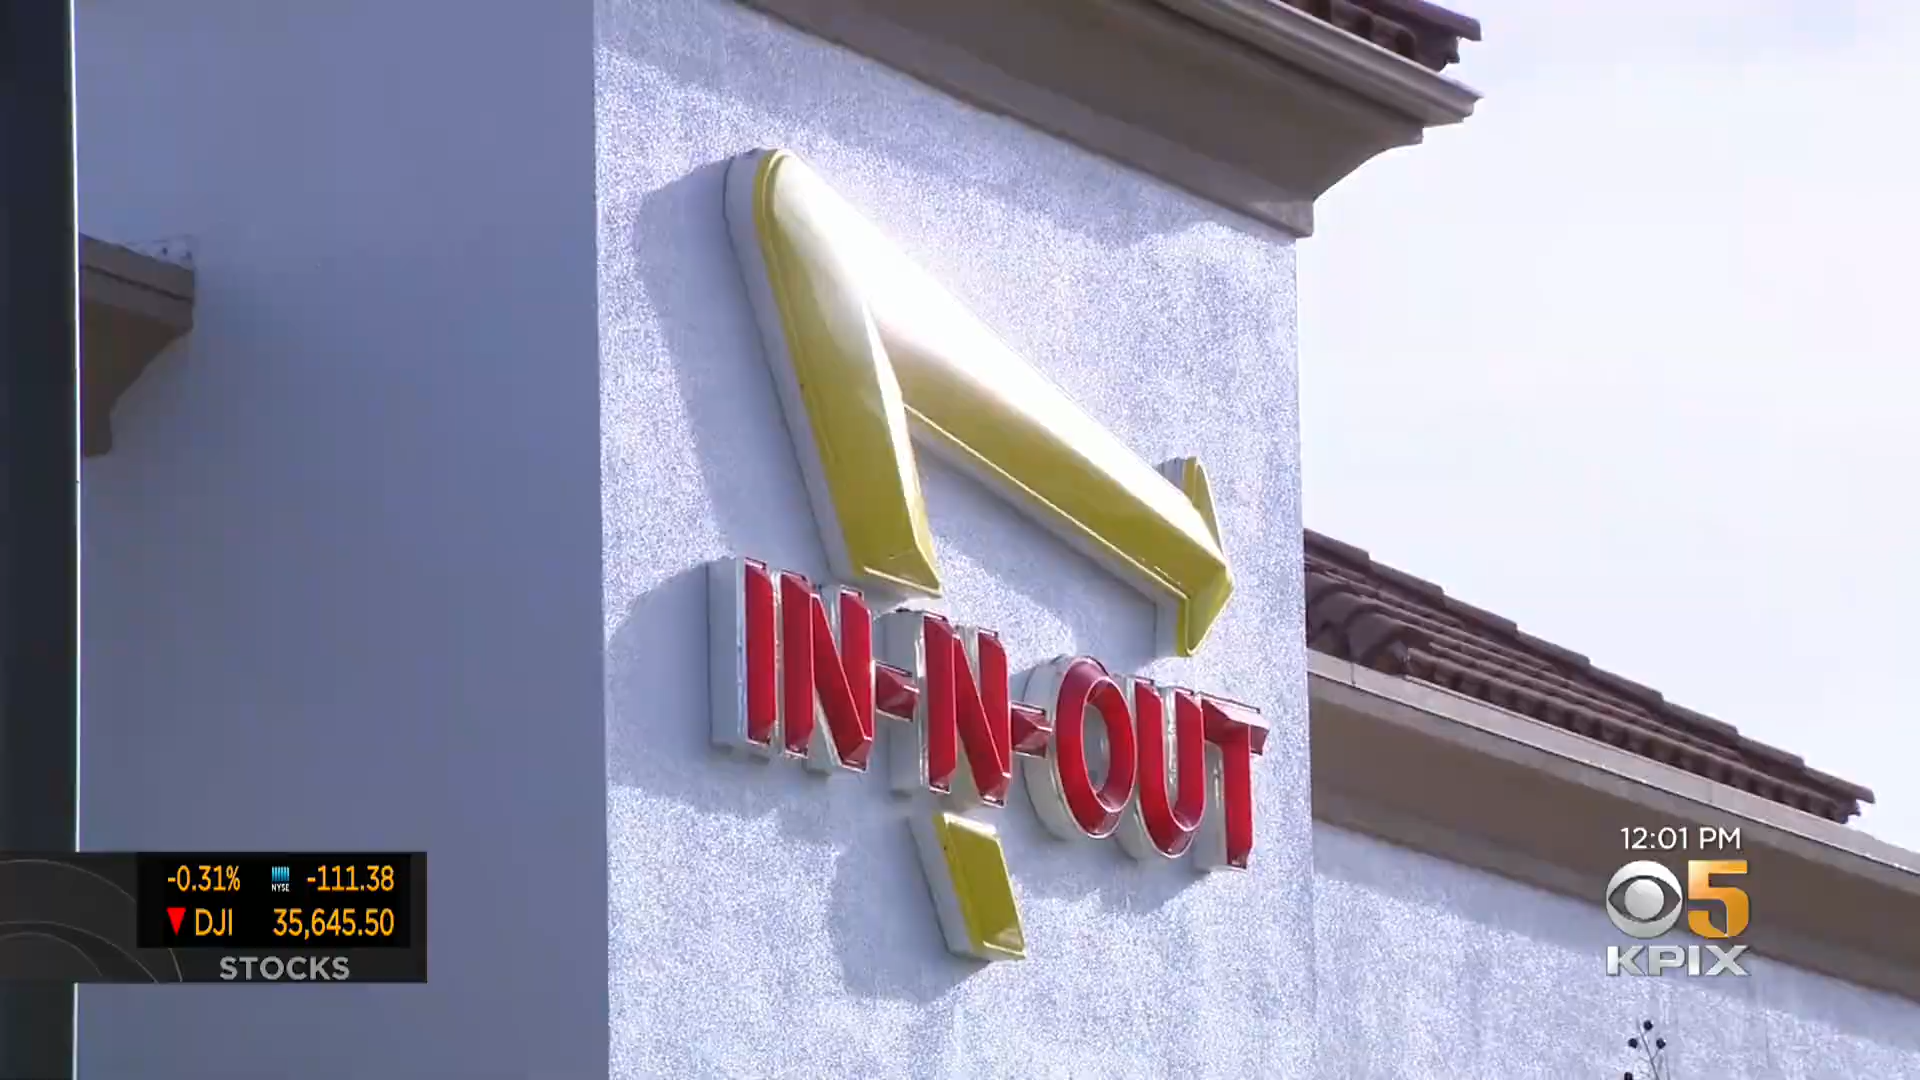 IN-N-OUT
-0.31% NYSE -111.38
DJI 35,645.50
STOCKS
12:01 PM
5
KPIX